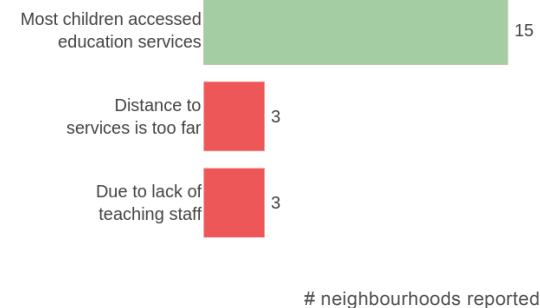 Most children accessed
education services
15
Distance to
services is too far
3
Due to lack of
teaching staff
3
# neighbourhoods reported